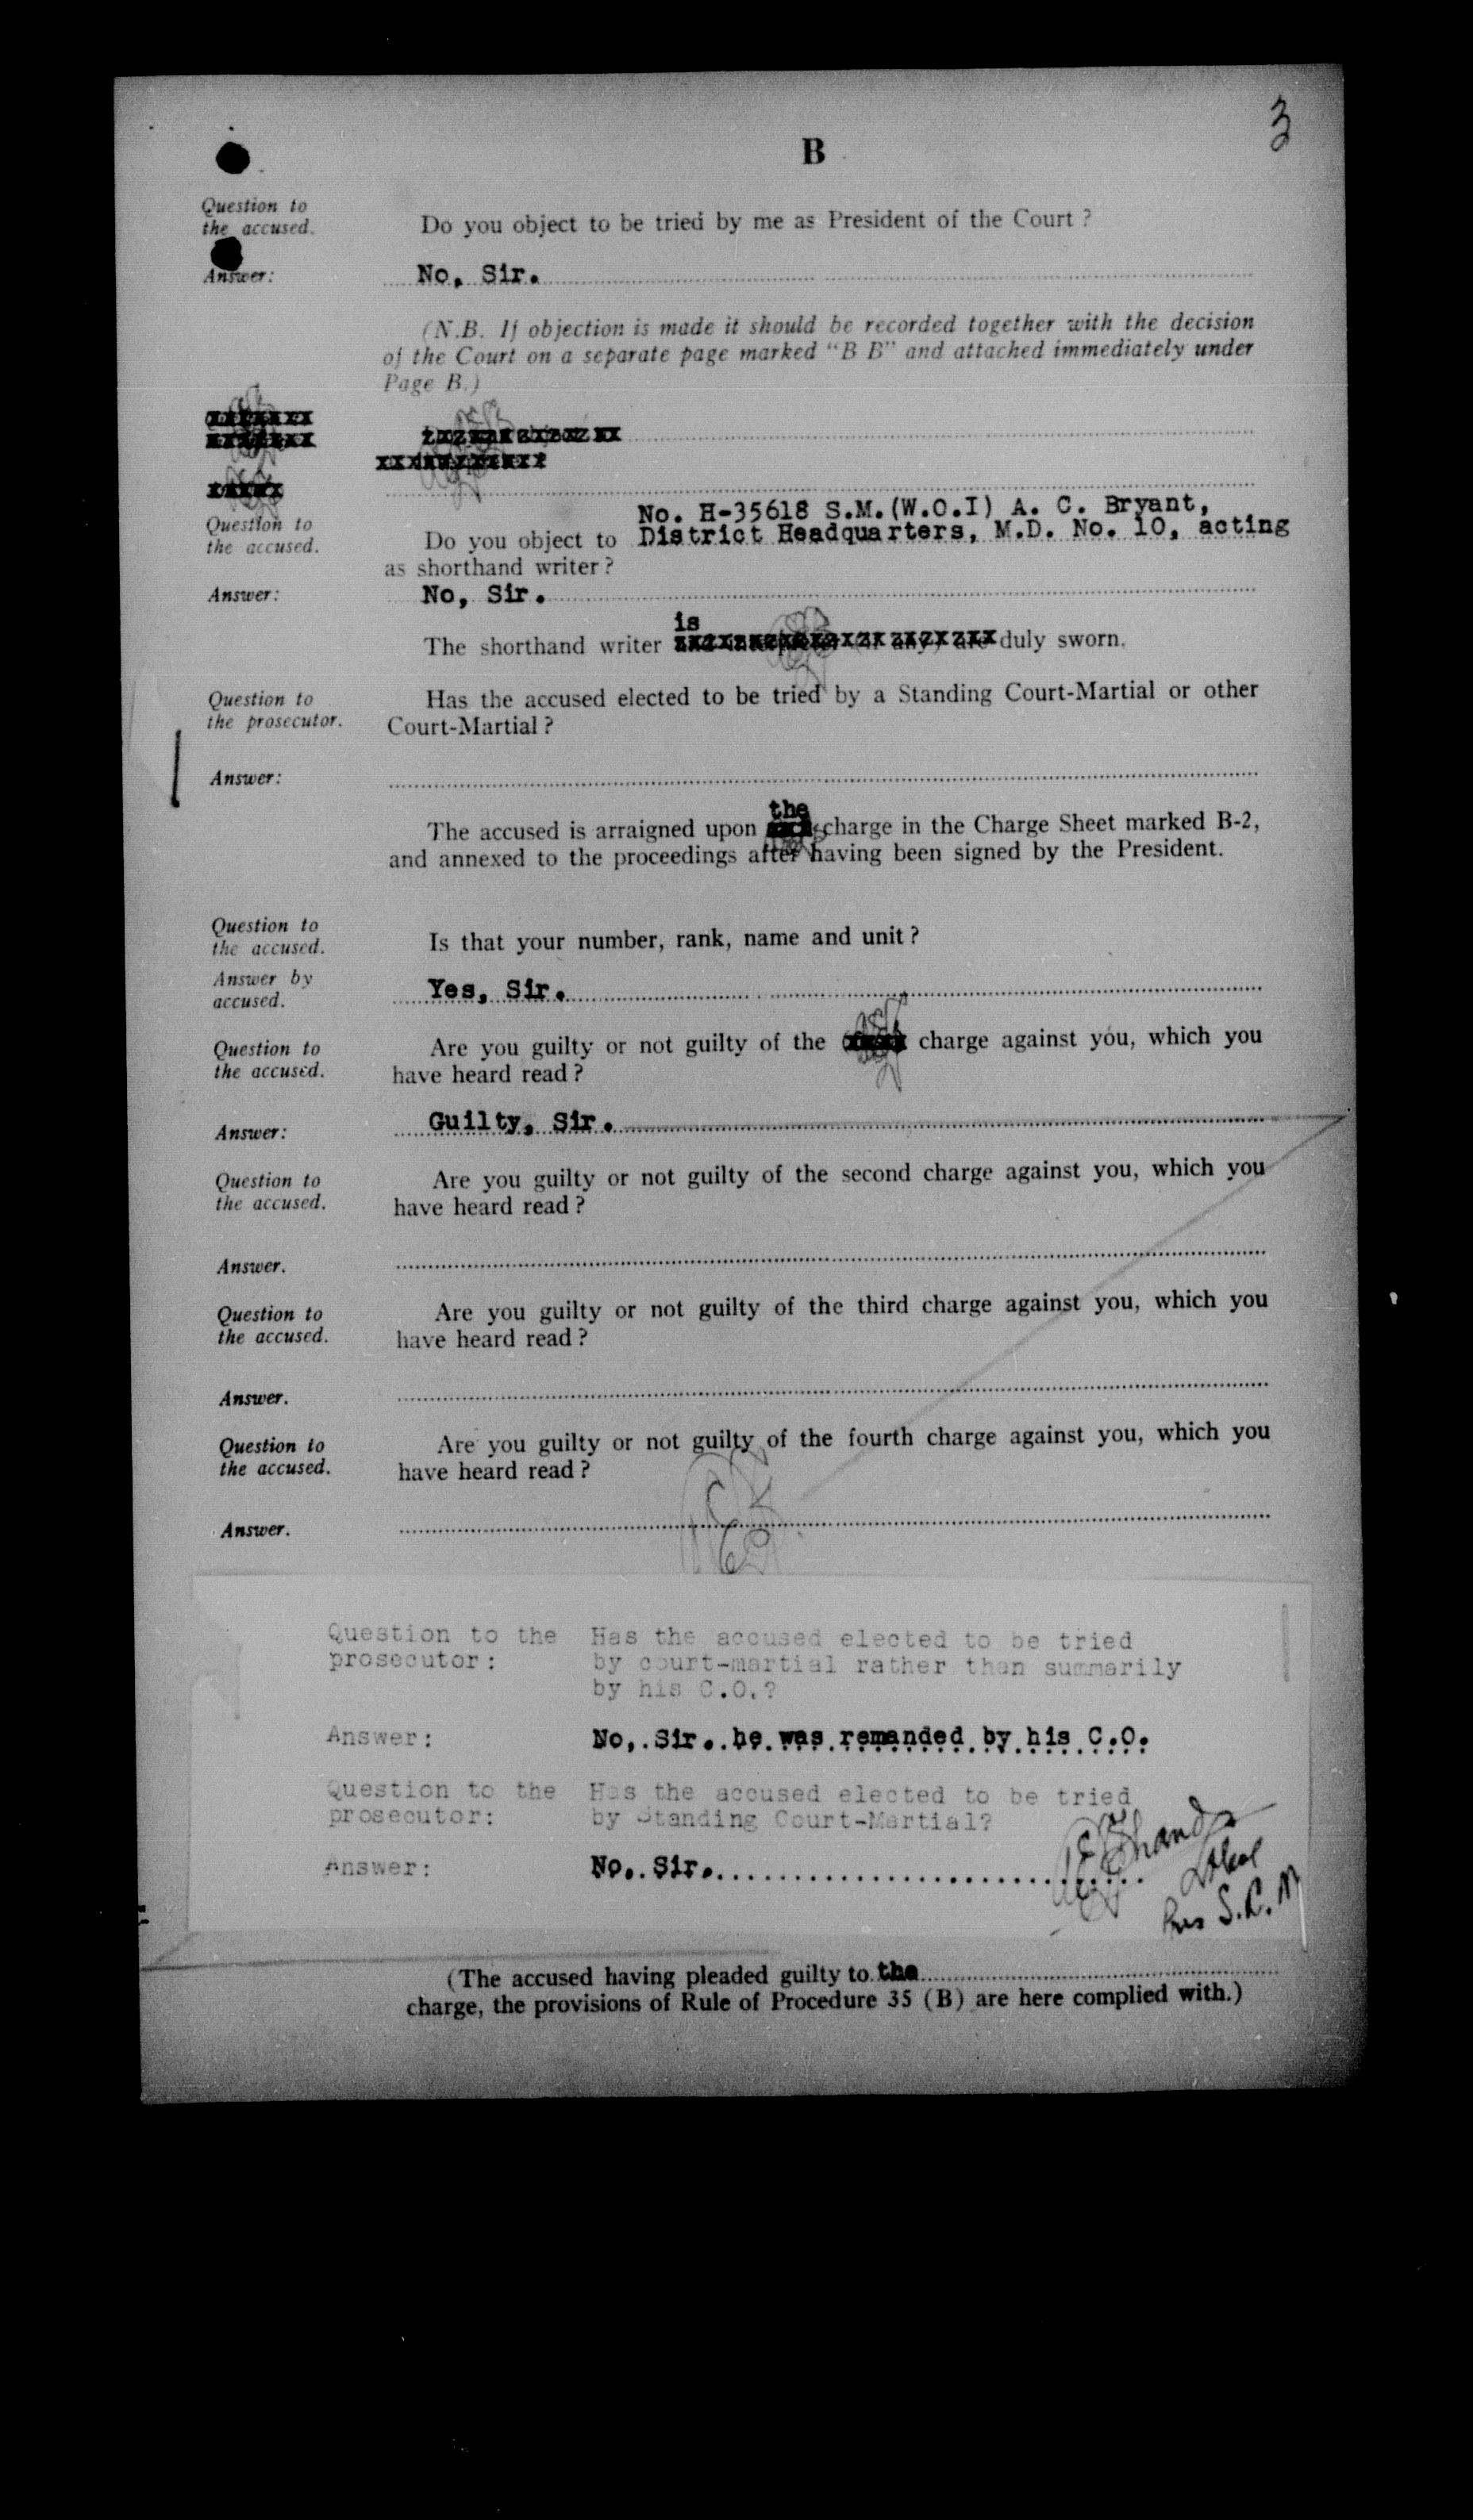 3
B
Question to
the accused.
Do you object to be tried by me as President of the Court ?
Answer:
No, Sir.
(N.B. If objection is made it should be recorded together with the decision
of the Court on a separate page marked "B B" and attached immediately under
Page B.)
No. H-35618 S.M.(W.O.I) A. C. Bryant,
Question to
the accused.
Do you object to District Headquarters, M.D. No. 10, acting
as shorthand writer ?
Answer:
No, Sir.
is
The shorthand writer duly sworn.
Question to
the prosecutor.
Has the accused elected to be tried by a Standing Court-Martial or other
Court-Martial ?
Answer:
the
The accused is arraigned upon charge in the Charge Sheet marked B-2,
and annexed to the proceedings after having been signed by the President.
Question to
the accused.
Is that your number, rank, name and unit ?
Answer by
accused.
Yes, Sir.
Question to
the accused.
Are you guilty or not guilty of the charge against you, which you
have heard read ?
Answer:
Guilty, Sir.
Question to
the accused.
Are you guilty or not guilty of the second charge against you, which you
have heard read ?
Answer.
Question to
the accused.
Are you guilty or not guilty of the third charge against you, which you
have heard read ?
Answer.
Question to
the accused.
Are you guilty or not guilty of the fourth charge against you, which you
have heard read ?
Answer.
Question to the Has the accused elected to be tried
prosecutor: by court-martial rather than summarily
by his C.O.?
Answer: No, Sir. he was remanded by his C.O.
Question to the Has the accused elected to be tried
prosecutor: by Standing Court-Martial?
Answer: No. Sir.
Pres S.C.M
(The accused having pleaded guilty to the
charge, the provisions of Rule of Procedure 35 (B) are here complied with.)